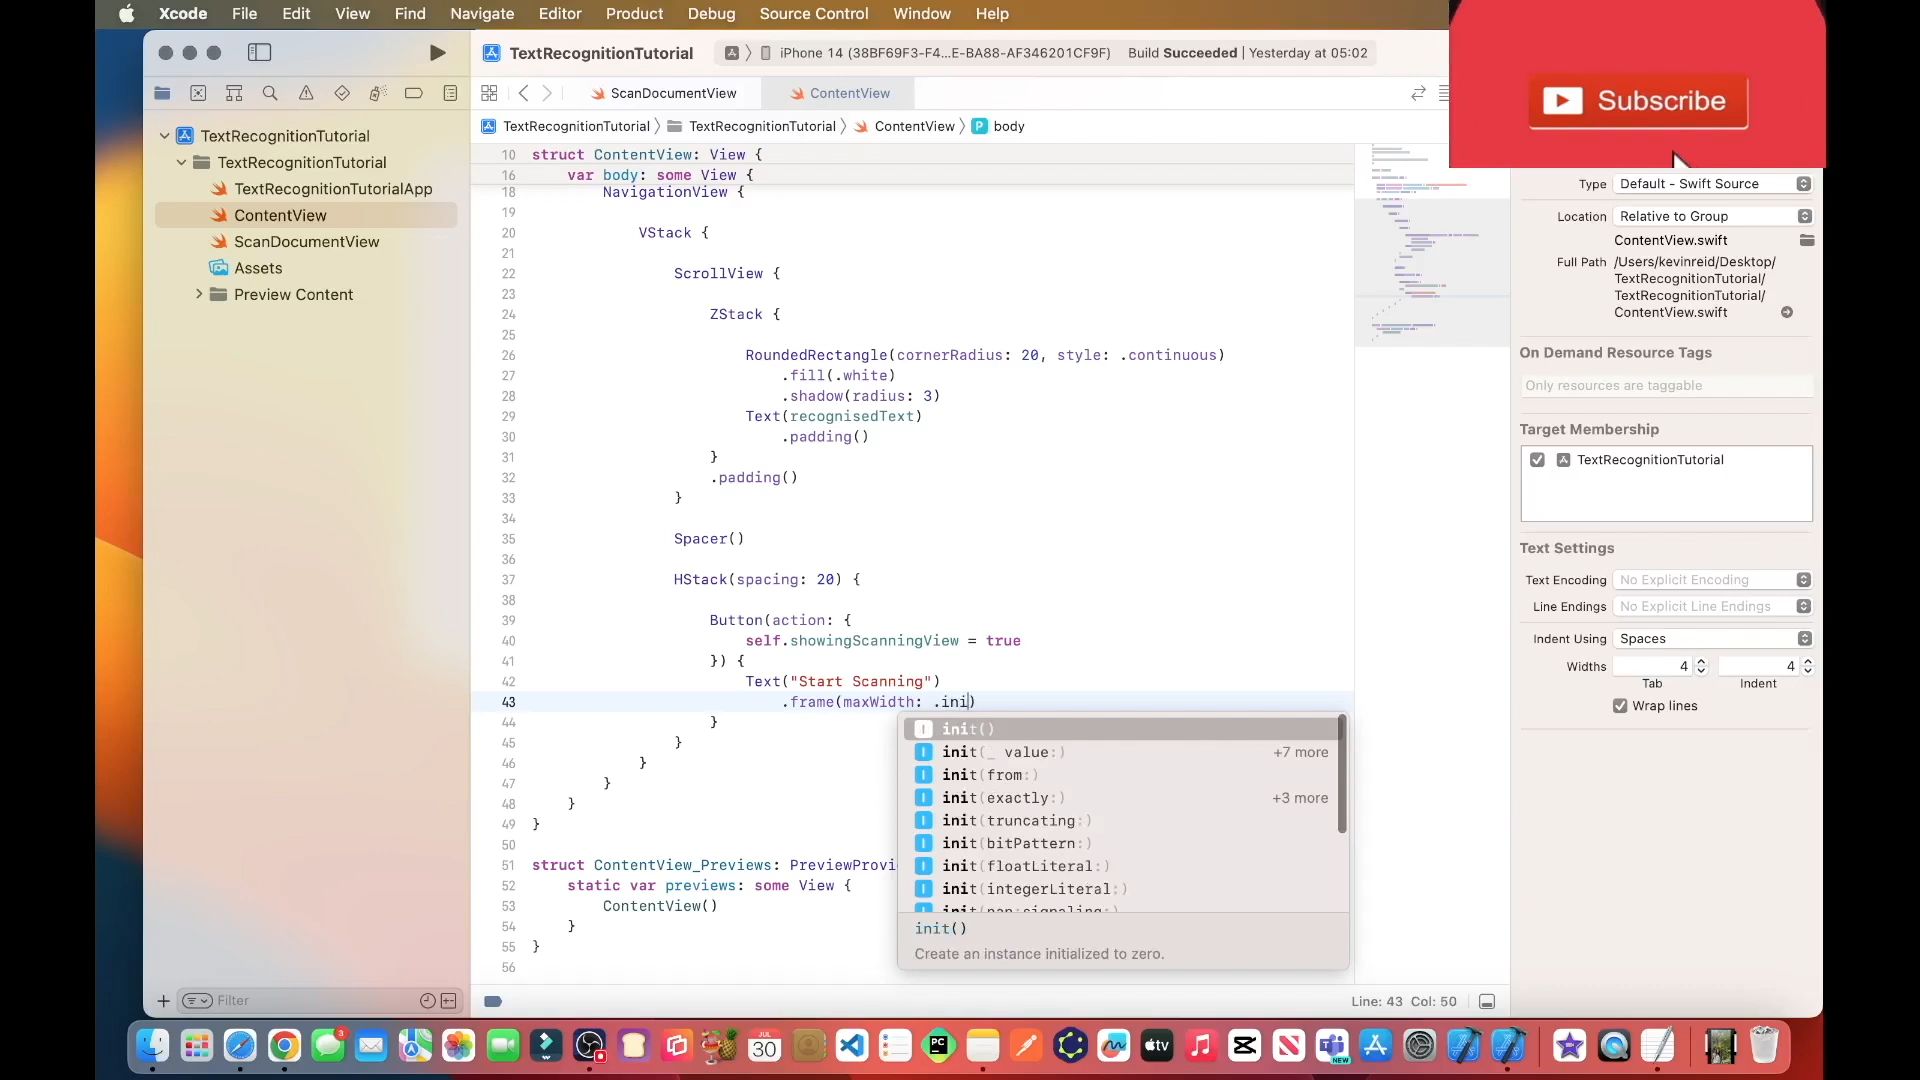 Xcode File Edit View Find Navigate Editor Product Debug Source Control Window Help
Subscribe
TextRecognitionTutorial
iPhone 14 (38BF69F3-F4...E-BA88-AF346201CF9F)
Build Succeeded | Yesterday at 05:02
ScanDocumentView
ContentView
TextRecognitionTutorial TextRecognitionTutorial ContentView P body
TextRecognitionTutorial
TextRecognitionTutorial
TextRecognitionTutorialApp
ContentView
ScanDocumentView
Assets
Preview Content
10 struct ContentView: View {
16 var body: some View {
18 NavigationView {
19
20 VStack {
21
22 ScrollView {
23
24 ZStack {
25
26 RoundedRectangle(cornerRadius: 20, style: .continuous)
27 .fill(.white)
28 .shadow(radius: 3)
29 Text(recognisedText)
30 .padding()
31 }
32 .padding()
33 }
34
35 Spacer()
36
37 HStack(spacing: 20) {
38
39 Button(action: {
40 self.showingScanningView = true
41 }) {
42 Text("Start Scanning")
43 .frame(maxWidth: .ini)
44 }
45 }
46 }
47 }
48 }
49 }
50
51 struct ContentView_Previews: PreviewProvi
52 static var previews: some View {
53 ContentView()
54 }
55 }
56
I init()
I init(_ value:) +7 more
I init(from:)
I init(exactly:) +3 more
I init(truncating:)
I init(bitPattern:)
I init(floatLiteral:)
I init(integerLiteral:)
init(nan:signaling:)
init()
Create an instance initialized to zero.
Type Default - Swift Source
Location Relative to Group
ContentView.swift
Full Path /Users/kevinreid/Desktop/
TextRecognitionTutorial/
TextRecognitionTutorial/
ContentView.swift
On Demand Resource Tags
Only resources are taggable
Target Membership
TextRecognitionTutorial
Text Settings
Text Encoding No Explicit Encoding
Line Endings No Explicit Line Endings
Indent Using Spaces
Widths 4 4
Tab Indent
Wrap lines
Filter
Line: 43 Col: 50
3
JUL
30
PC
tv
NEW